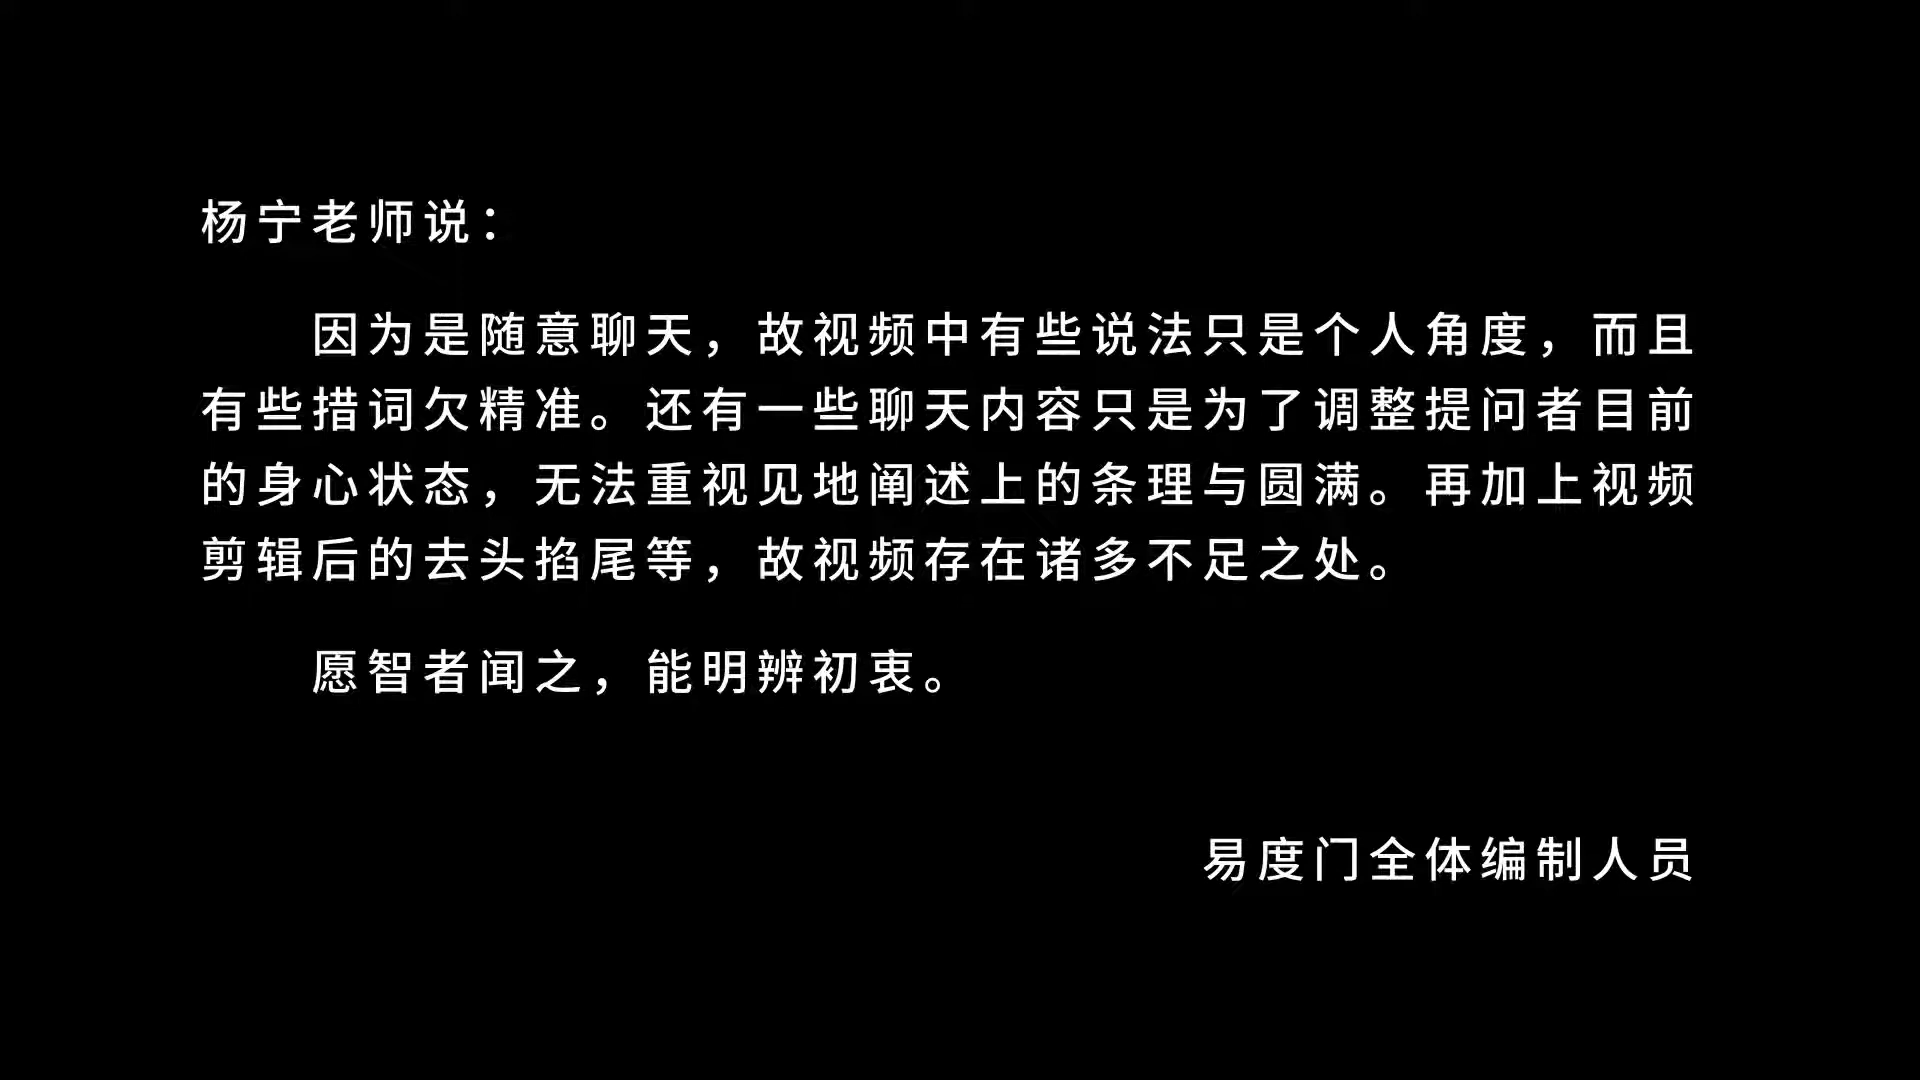 杨宁老师说：
因为是随意聊天，故视频中有些说法只是个人角度，而且
有些措词欠精准。还有一些聊天内容只是为了调整提问者目前
的身心状态，无法重视见地阐述上的条理与圆满。再加上视频
剪辑后的去头掐尾等，故视频存在诸多不足之处。
愿智者闻之，能明辨初衷。
易度门全体编制人员